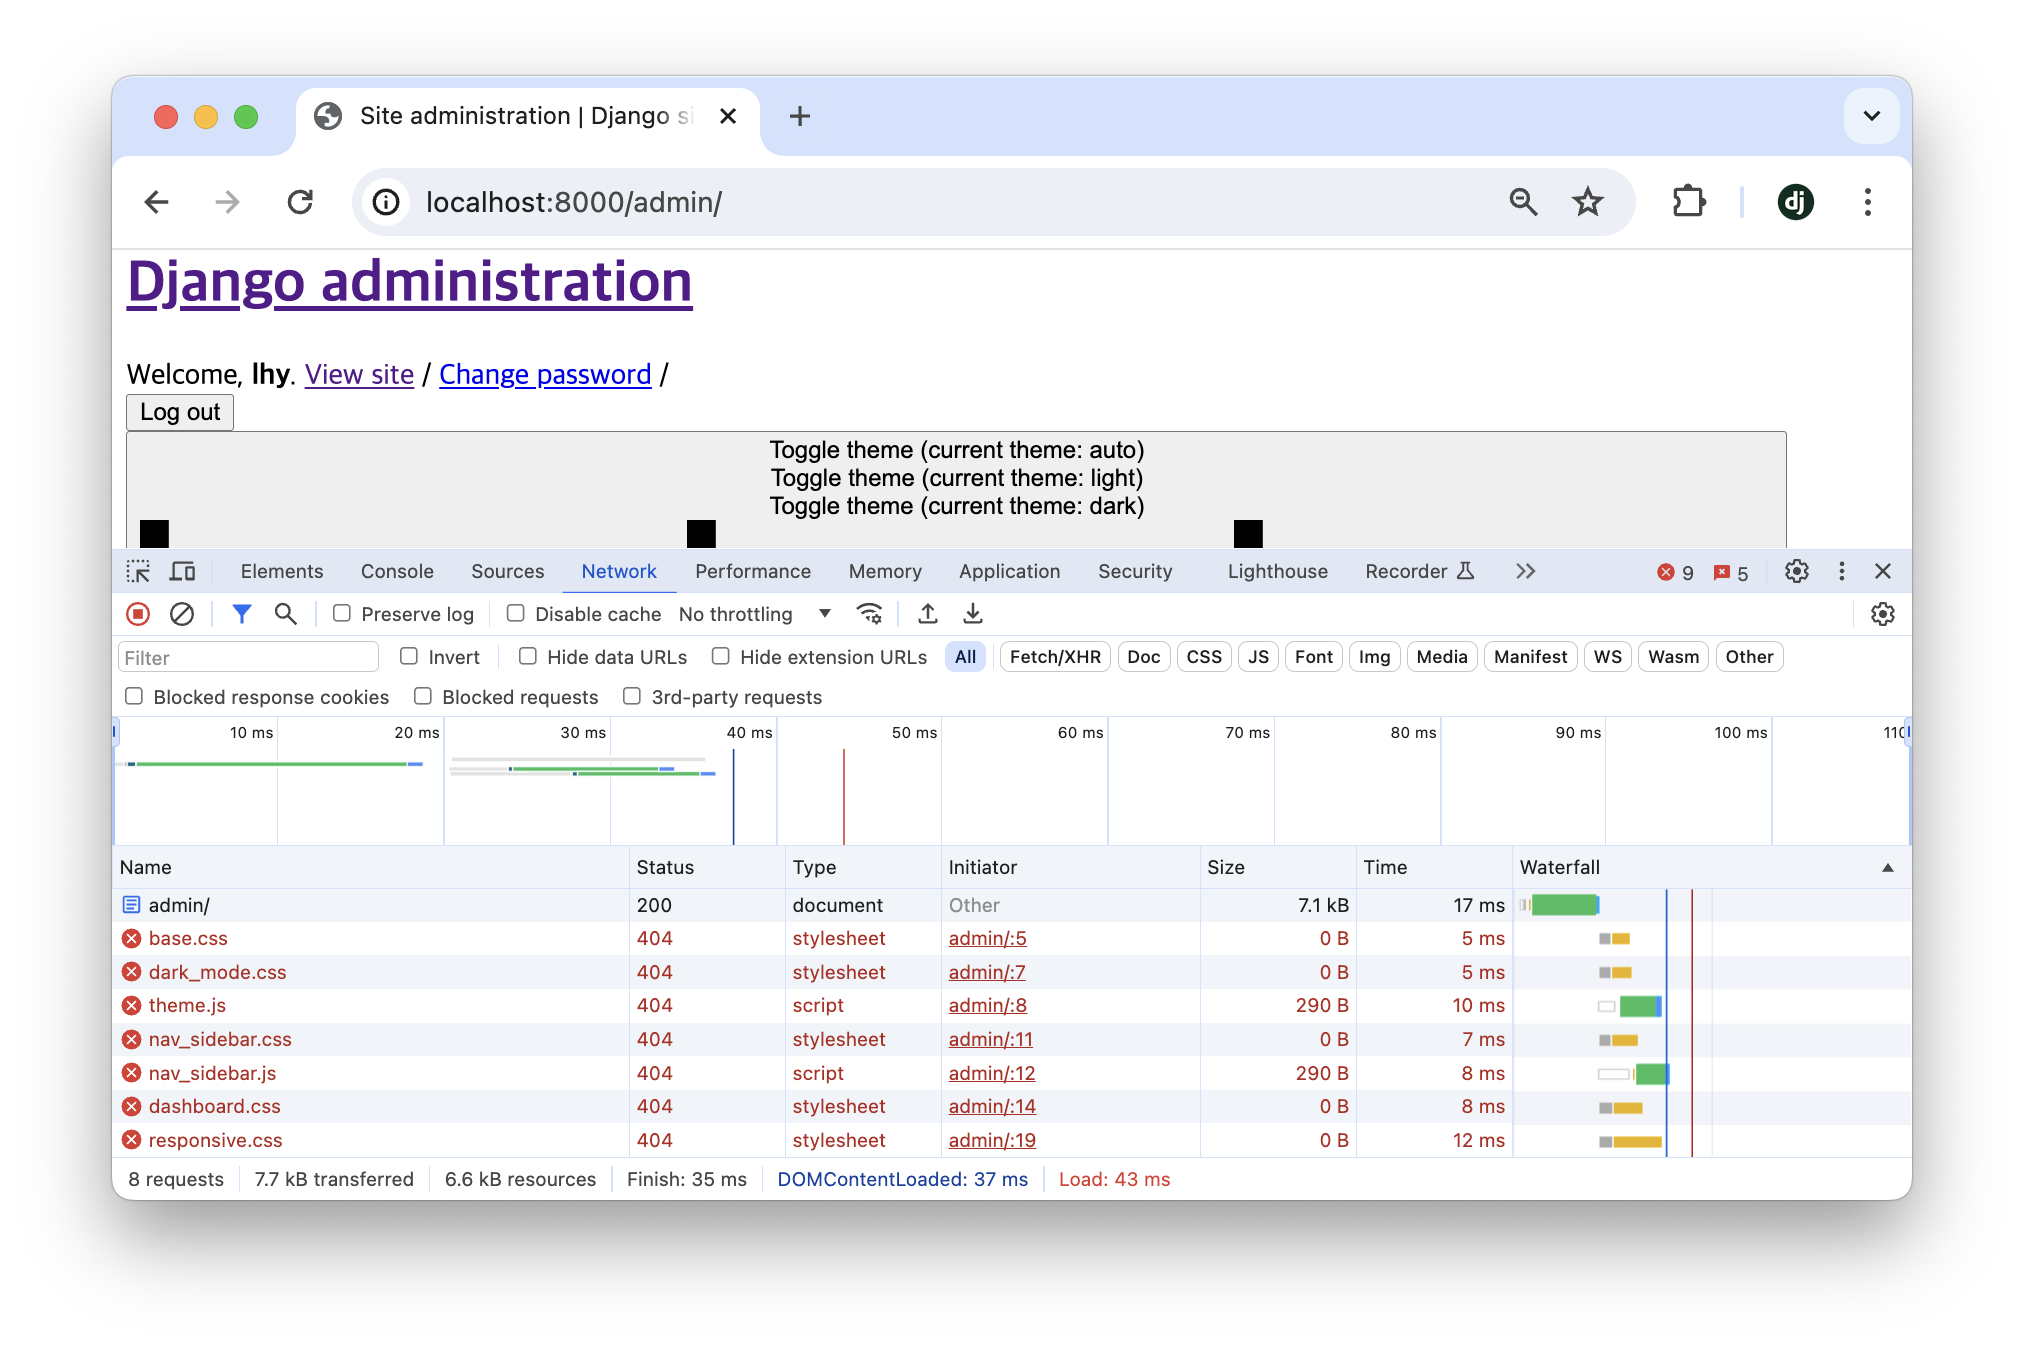 Site administration | Django si
localhost:8000/admin/
dj
Django administration
Welcome, lhy. View site / Change password /
Log out
Toggle theme (current theme: auto)
Toggle theme (current theme: light)
Toggle theme (current theme: dark)
Elements Console Sources Network Performance Memory Application Security Lighthouse Recorder 9 5
Preserve log Disable cache No throttling
Filter Invert Hide data URLs Hide extension URLs All Fetch/XHR Doc CSS JS Font Img Media Manifest WS Wasm Other
Blocked response cookies Blocked requests 3rd-party requests
10 ms 20 ms 30 ms 40 ms 50 ms 60 ms 70 ms 80 ms 90 ms 100 ms 110
Name Status Type Initiator Size Time Waterfall
admin/ 200 document Other 7.1 kB 17 ms
base.css 404 stylesheet admin/:5 0 B 5 ms
dark_mode.css 404 stylesheet admin/:7 0 B 5 ms
theme.js 404 script admin/:8 290 B 10 ms
nav_sidebar.css 404 stylesheet admin/:11 0 B 7 ms
nav_sidebar.js 404 script admin/:12 290 B 8 ms
dashboard.css 404 stylesheet admin/:14 0 B 8 ms
responsive.css 404 stylesheet admin/:19 0 B 12 ms
8 requests 7.7 kB transferred 6.6 kB resources Finish: 35 ms DOMContentLoaded: 37 ms Load: 43 ms